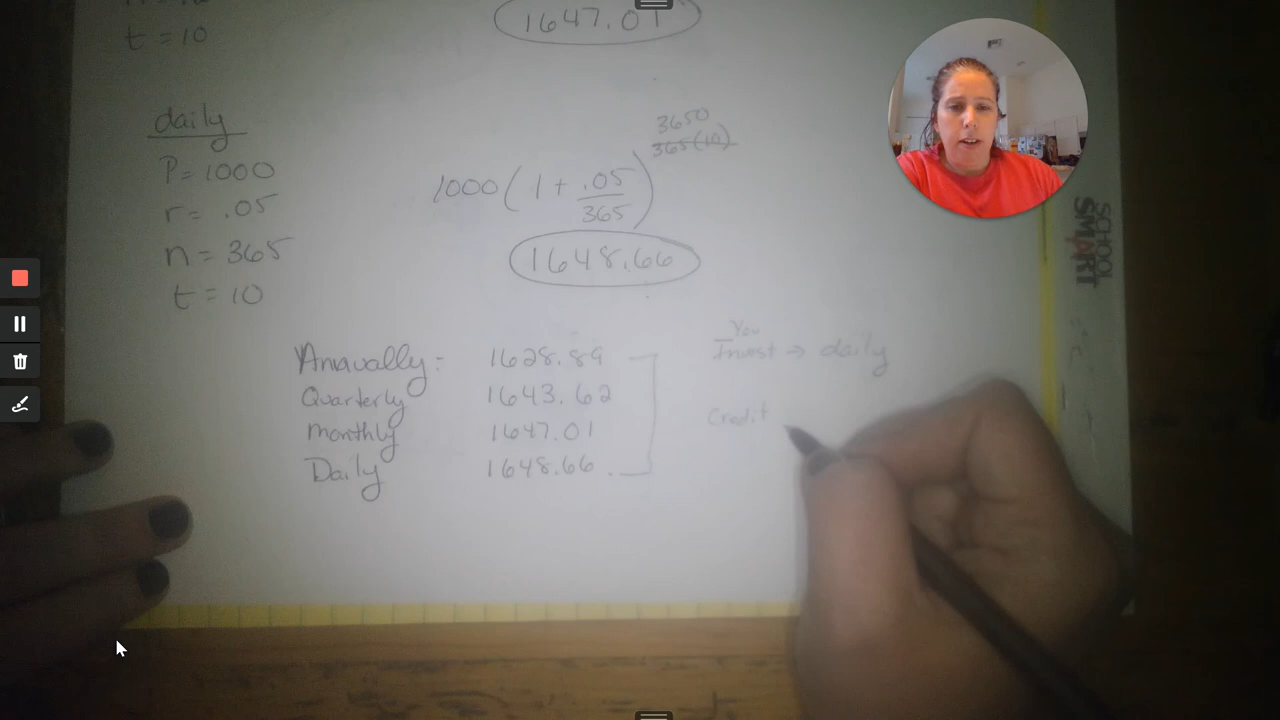 1647.01
t = 10
daily
P = 1000
r = .05
n = 365
t = 10
3650
365(10)
1000 ( 1 + .05/365 )
1648.66
Annually: 1628.89
Quarterly 1643.62
Monthly 1647.01
Daily 1648.66
You
Invest → daily
Credit
SCHOOL
SMART